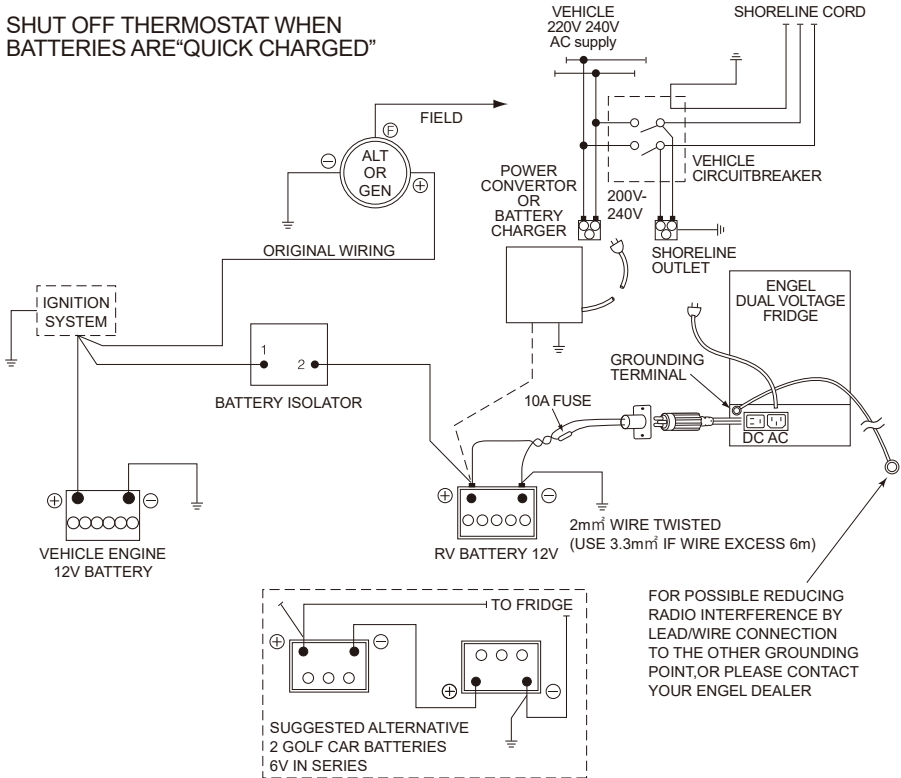 SHUT OFF THERMOSTAT WHEN
BATTERIES ARE“QUICK CHARGED”
VEHICLE
220V 240V
AC supply
SHORELINE CORD
FIELD
F
⊖
ALT
OR
GEN
⊕
POWER
CONVERTOR
OR
BATTERY
CHARGER
200V-
240V
VEHICLE
CIRCUITBREAKER
SHORELINE
OUTLET
ORIGINAL WIRING
IGNITION
SYSTEM
1
2
BATTERY ISOLATOR
ENGEL
DUAL VOLTAGE
FRIDGE
GROUNDING
TERMINAL
10A FUSE
DC AC
⊕
⊖
VEHICLE ENGINE
12V BATTERY
⊕
⊖
RV BATTERY 12V
2mm² WIRE TWISTED
(USE 3.3mm² IF WIRE EXCESS 6m)
TO FRIDGE
⊕
⊖
⊕
⊖
SUGGESTED ALTERNATIVE
2 GOLF CAR BATTERIES
6V IN SERIES
FOR POSSIBLE REDUCING
RADIO INTERFERENCE BY
LEAD/WIRE CONNECTION
TO THE OTHER GROUNDING
POINT,OR PLEASE CONTACT
YOUR ENGEL DEALER